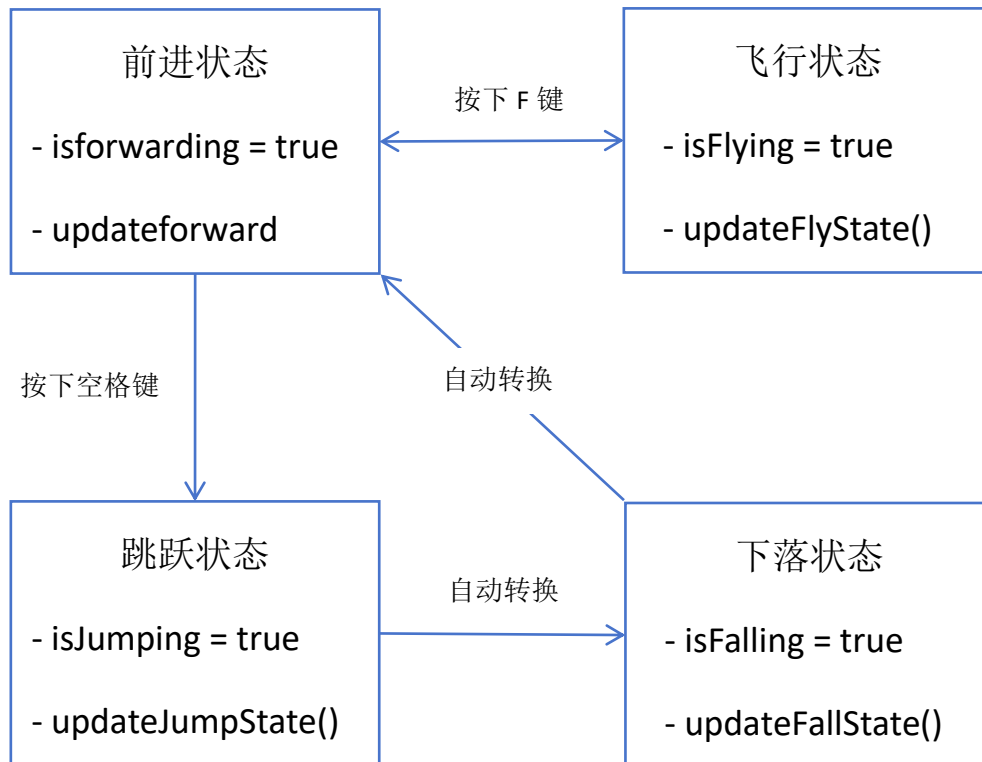 前进状态
- isforwarding = true
- updateforward
按下 F 键
飞行状态
- isFlying = true
- updateFlyState()
按下空格键
自动转换
跳跃状态
- isJumping = true
- updateJumpState()
自动转换
下落状态
- isFalling = true
- updateFallState()